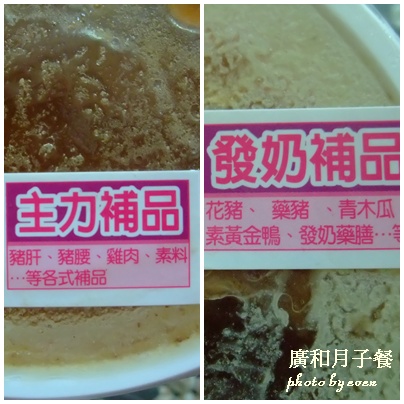 主力補品
豬肝、豬腰、雞肉、素料
…等各式補品
發奶補品
花豬、藥豬、青木瓜
素黃金鴨、發奶藥膳…等
廣和月子餐
photo by even